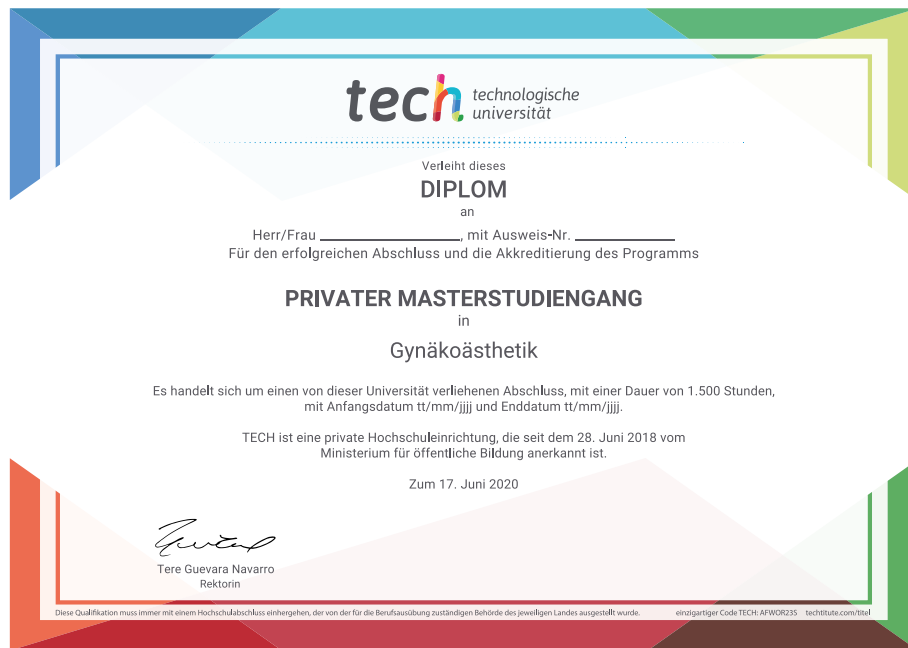 tech technologische
universität
Verleiht dieses
DIPLOM
an
Herr/Frau ____________________, mit Ausweis-Nr. ______________
Für den erfolgreichen Abschluss und die Akkreditierung des Programms
PRIVATER MASTERSTUDIENGANG
in
Gynäkoästhetik
Es handelt sich um einen von dieser Universität verliehenen Abschluss, mit einer Dauer von 1.500 Stunden,
mit Anfangsdatum tt/mm/jjjj und Enddatum tt/mm/jjjj.
TECH ist eine private Hochschuleinrichtung, die seit dem 28. Juni 2018 vom
Ministerium für öffentliche Bildung anerkannt ist.
Zum 17. Juni 2020
Tere Guevara Navarro
Rektorin
Diese Qualifikation muss immer mit einem Hochschulabschluss einhergehen, der von der für die Berufsausübung zuständigen Behörde des jeweiligen Landes ausgestellt wurde. einzigartiger Code TECH: AFWOR23S techtitute.com/titel